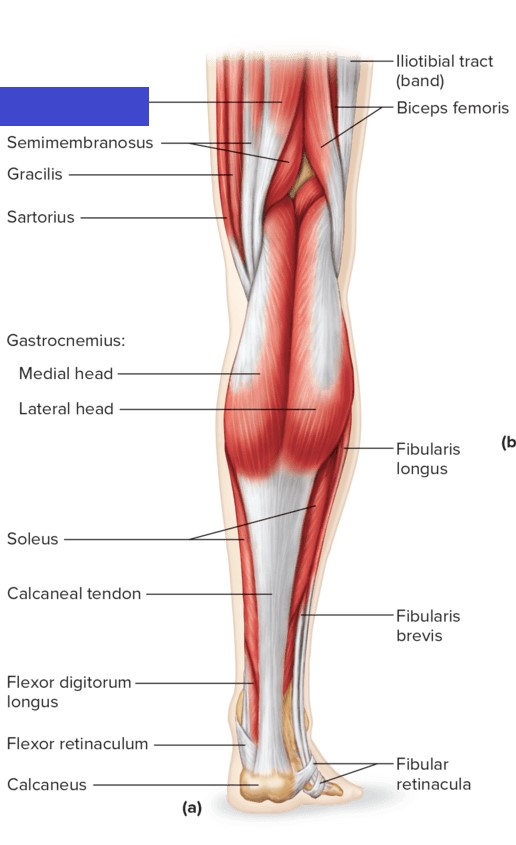 Iliotibial tract
(band)
Biceps femoris
Semimembranosus
Gracilis
Sartorius
Gastrocnemius:
Medial head
Lateral head
Fibularis
longus
(b
Soleus
Calcaneal tendon
Fibularis
brevis
Flexor digitorum
longus
Flexor retinaculum
Fibular
retinacula
Calcaneus
(a)